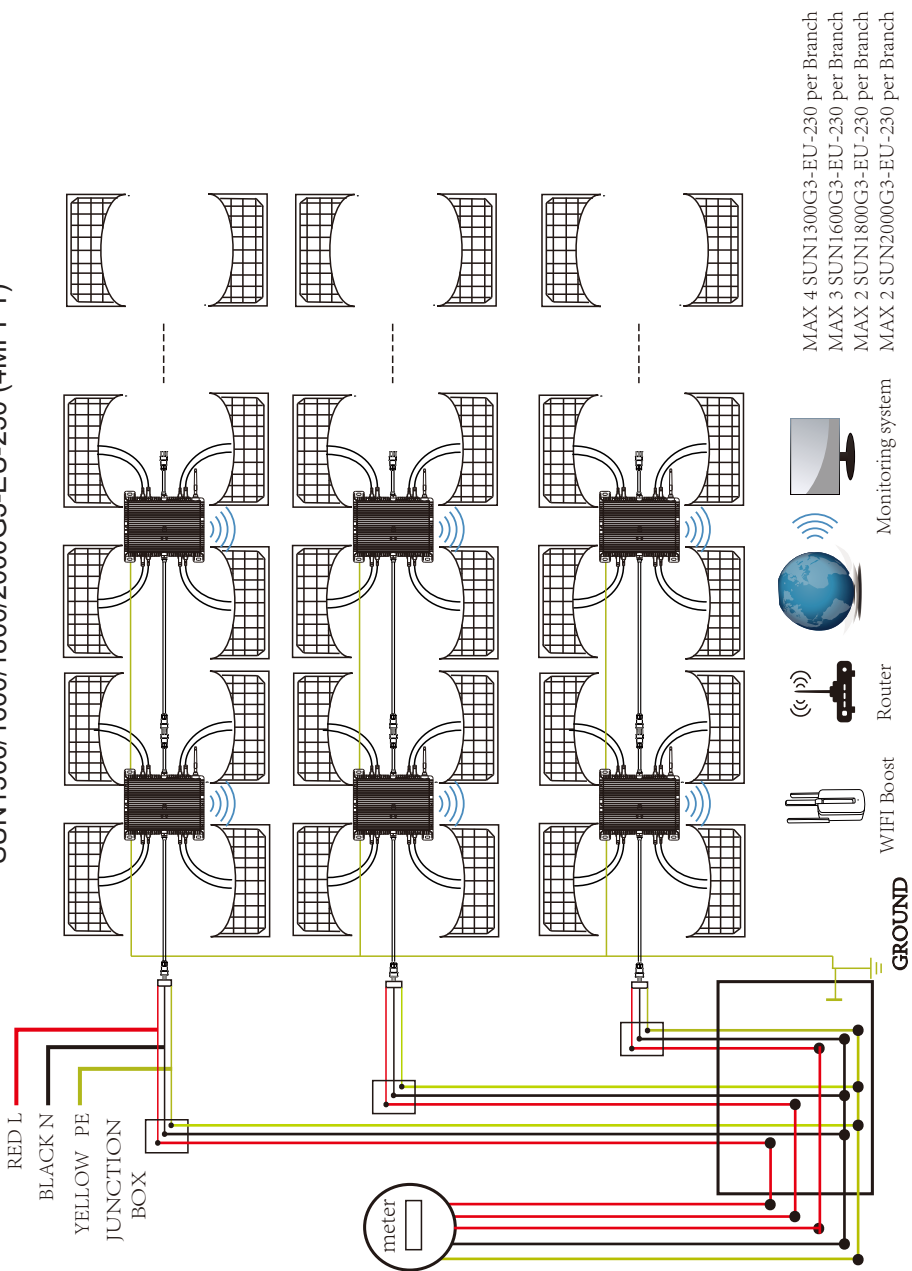 RED L
BLACK N
YELLOW PE
JUNCTION
BOX
meter
GROUND
WIFI Boost
Router
Monitoring system
MAX 4 SUN1300G3-EU-230 per Branch
MAX 3 SUN1600G3-EU-230 per Branch
MAX 2 SUN1800G3-EU-230 per Branch
MAX 2 SUN2000G3-EU-230 per Branch